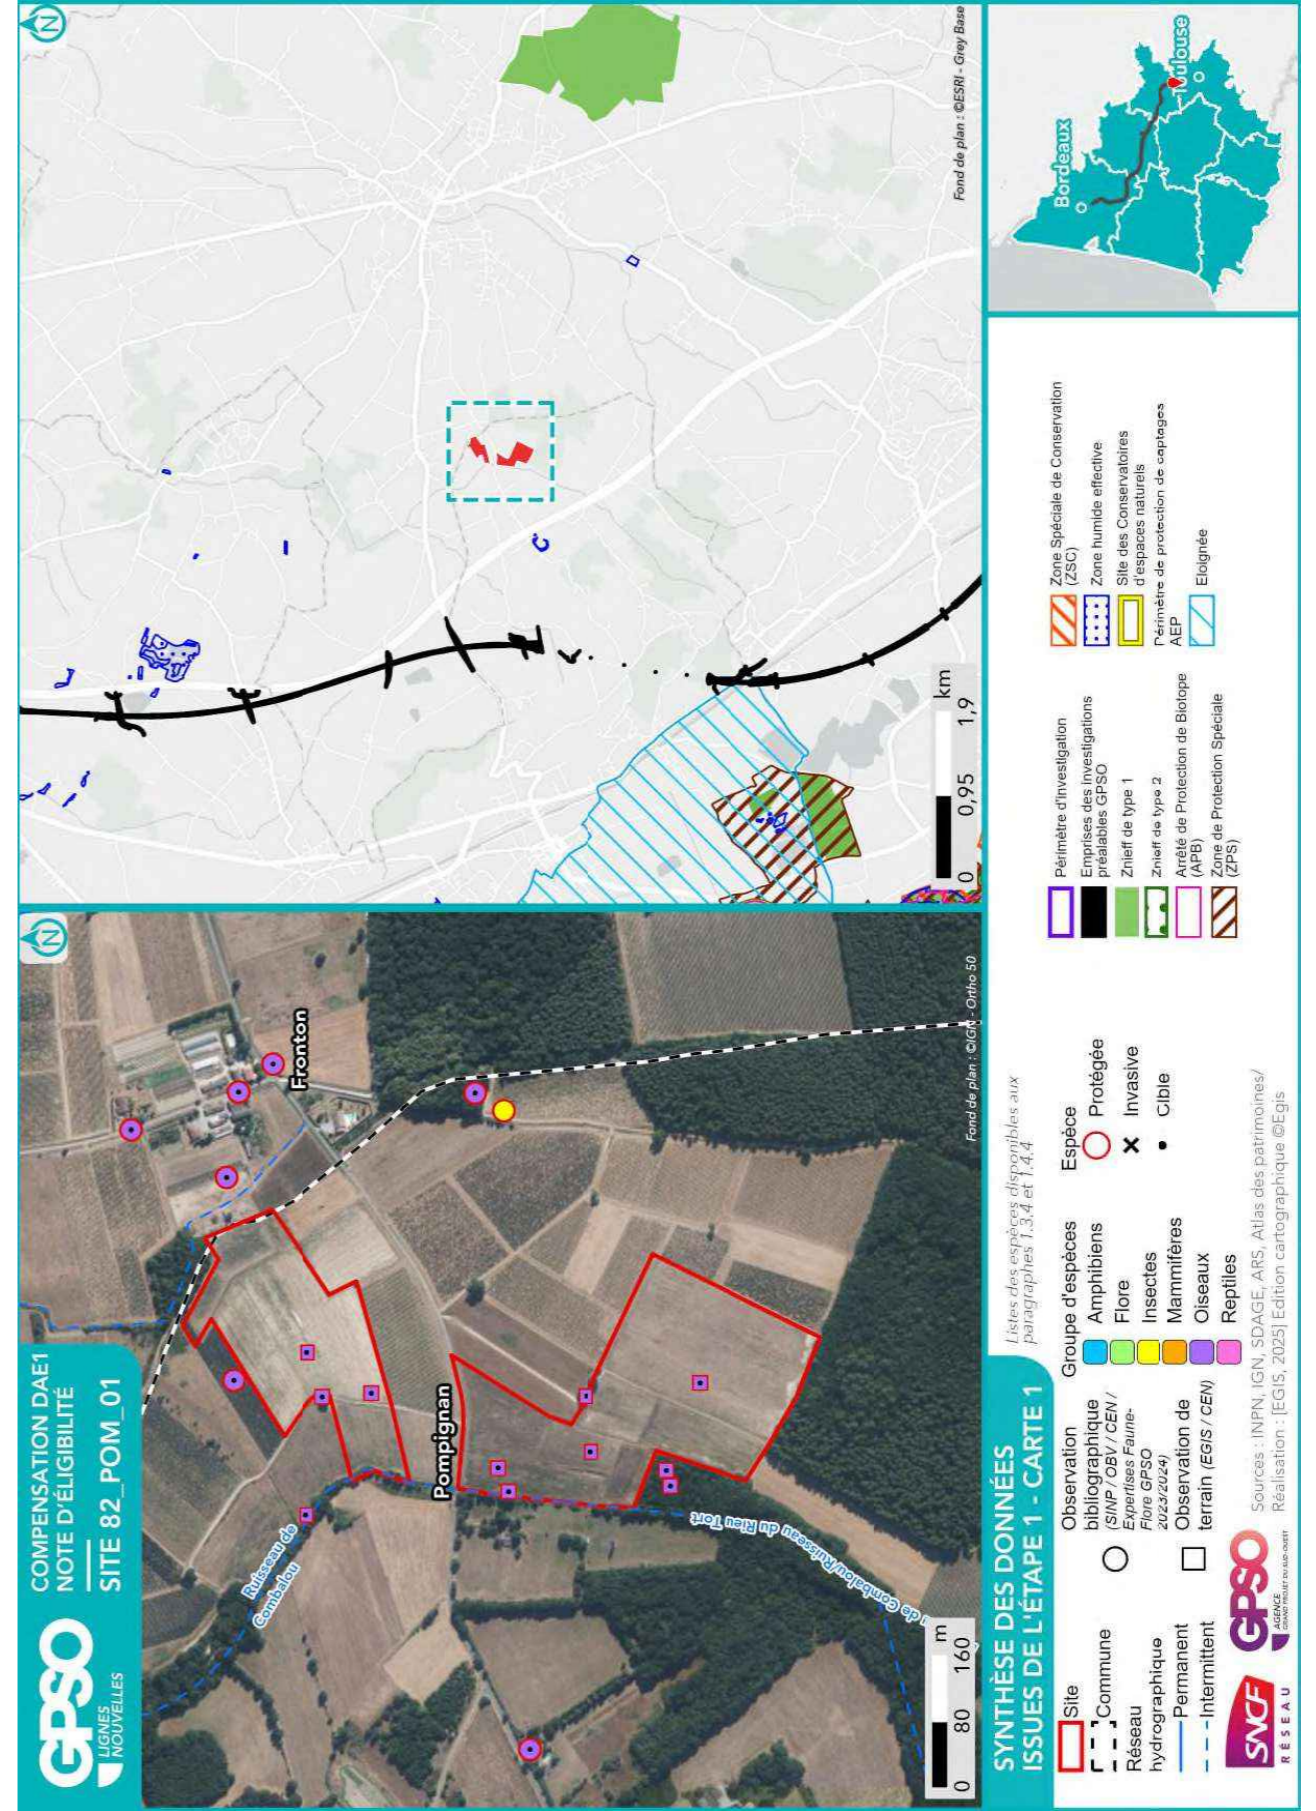 GPSO
LIGNES
NOUVELLES
COMPENSATION DAE1
NOTE D'ÉLIGIBILITÉ
SITE 82_POM_01
N
Fronton
Pompignan
Ruisseau de
Combalou
de Combalou/Ruisseau du Rieu Tort
0 80 160 m
Fond de plan : ©IGN - Ortho 50
N
0 0,95 1,9 km
Fond de plan : ©ESRI - Grey Base
SYNTHÈSE DES DONNÉES
ISSUES DE L'ÉTAPE 1 - CARTE 1
Listes des espèces disponibles aux
paragraphes 1.3.4 et 1.4.4
Site
Commune
Réseau
hydrographique
Permanent
Intermittent
Observation
bibliographique
(SINP / OBV / CEN /
Expertises Faune-
Flore GPSO
2023/2024)
Observation de
terrain (EGIS / CEN)
Groupe d'espèces
Amphibiens
Flore
Insectes
Mammifères
Oiseaux
Reptiles
Espèce
Protégée
Invasive
Cible
Périmètre d'investigation
Emprises des investigations
préalables GPSO
Znieff de type 1
Znieff de type 2
Arrêté de Protection de Biotope
(APB)
Zone de Protection Spéciale
(ZPS)
Zone Spéciale de Conservation
(ZSC)
Zone humide effective
Site des Conservatoires
d'espaces naturels
Périmètre de protection de captages
AEP
Eloignée
Bordeaux
Toulouse
SNCF
RÉSEAU
GPSO
AGENCE
GRAND PROJET DU SUD-OUEST
Sources : INPN, IGN, SDAGE, ARS, Atlas des patrimoines/
Réalisation : [EGIS, 2025] Edition cartographique ©Egis